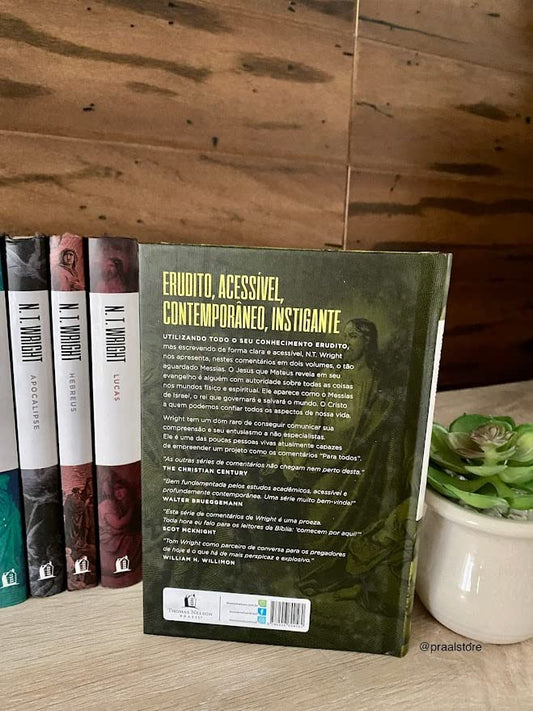 N. T. WRIGHT
APOCALIPSE
N. T. WRIGHT
HEBREUS
N. T. WRIGHT
LUCAS
ERUDITO, ACESSÍVEL,
CONTEMPORÂNEO, INSTIGANTE
UTILIZANDO TODO O SEU CONHECIMENTO ERUDITO,
mas escrevendo de forma clara e acessível, N.T. Wright
nos apresenta, nestes comentários em dois volumes, o tão
aguardado Messias. O Jesus que Mateus revela em seu
evangelho é alguém com autoridade sobre todas as coisas
nos mundos físico e espiritual. Ele aparece como o Messias
de Israel, o rei que governará e salvará o mundo. O Cristo
a quem podemos confiar todos os aspectos de nossa vida.
Wright tem um dom raro de conseguir comunicar sua
compreensão e seu entusiasmo a não especialistas.
Ele é uma das poucas pessoas vivas atualmente capazes
de empreender um projeto como os comentários "Para todos".
"As outras séries de comentários não chegam nem perto desta."
THE CHRISTIAN CENTURY
"Bem fundamentada pelos estudos acadêmicos, acessível e
profundamente contemporânea. Uma série muito bem-vinda!"
WALTER BRUEGGEMANN
"Esta série de comentários de Wright é uma proeza.
Toda hora eu falo para os leitores da Bíblia: 'comecem por aqui!'"
SCOT MCKNIGHT
"Tom Wright como parceiro de conversa para os pregadores
de hoje é o que há de mais perspicaz e explosivo."
WILLIAM H. WILLIMON
THOMAS NELSON
BRASIL
@praalstore